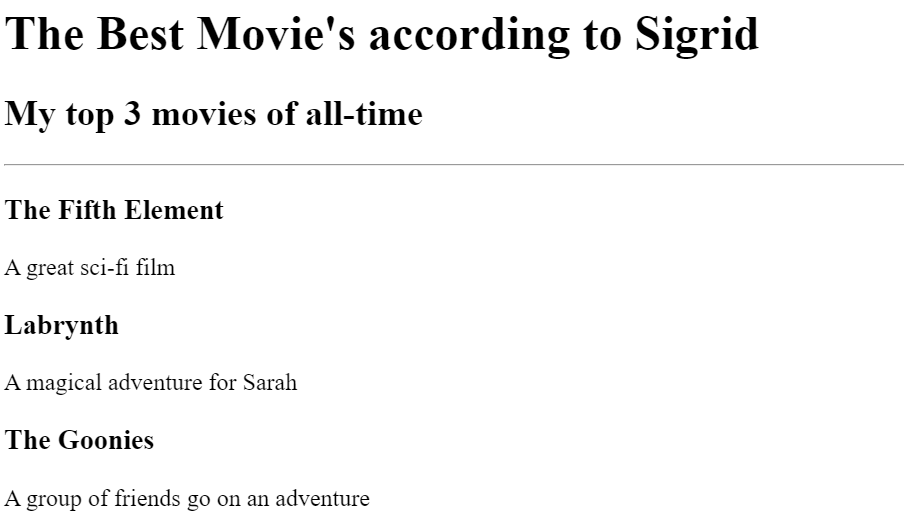 The Best Movie's according to Sigrid
My top 3 movies of all-time
The Fifth Element
A great sci-fi film
Labrynth
A magical adventure for Sarah
The Goonies
A group of friends go on an adventure